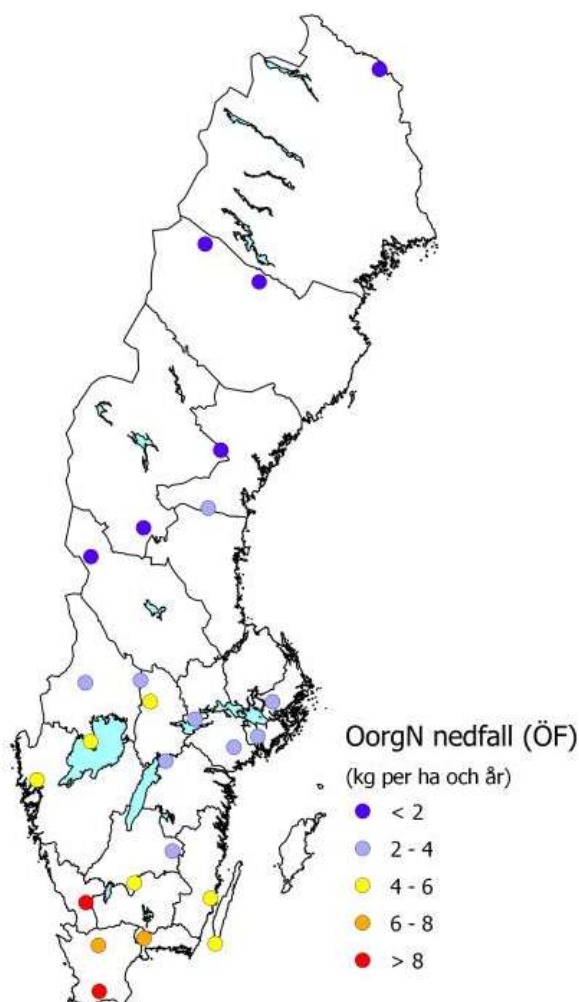 OorgN nedfall (ÖF)
(kg per ha och år)
< 2
2 - 4
4 - 6
6 - 8
> 8